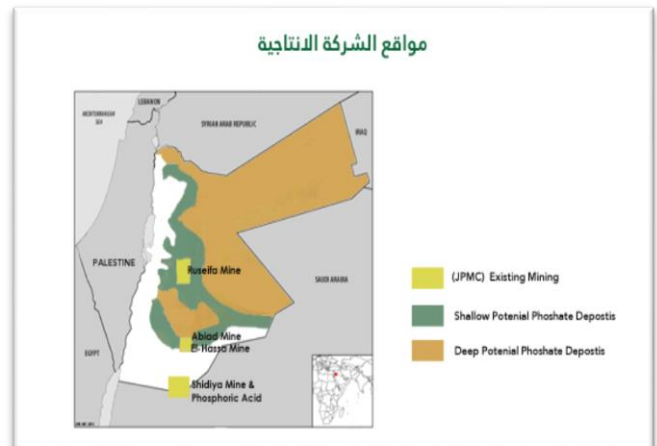 مواقع الشركة الانتاجية
LEBANON
MEDITERRANEAN
SEA
SYRIAN ARAB REPUBLIC
IRAQ
PALESTINE
Ruseifa Mine
SAUDI ARABIA
Abiad Mine
El-Hassa Mine
EGYPT
Shidiya Mine &
Phosphoric Acid
(JPMC) Existing Mining
Shallow Potenial Phoshate Depostis
Deep Potenial Phoshate Depostis